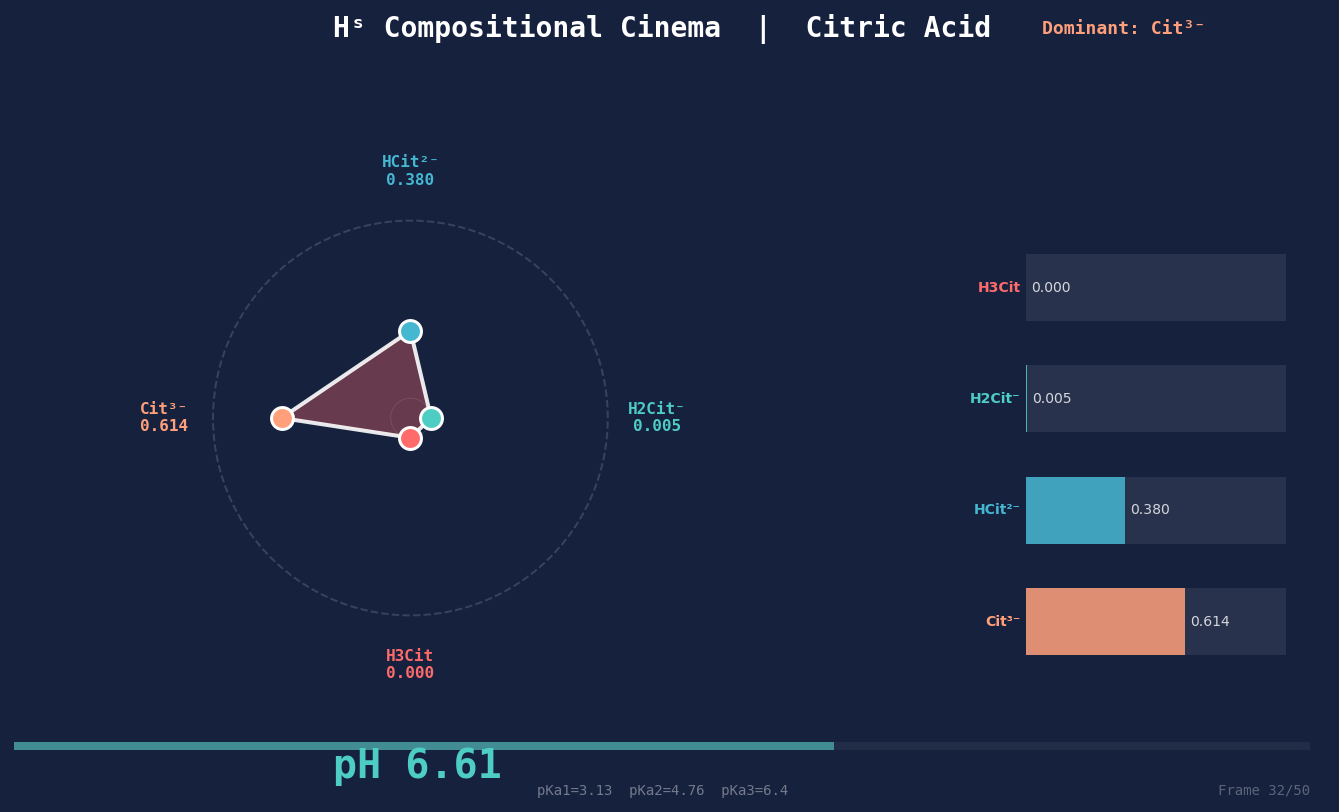 Hˢ Compositional Cinema | Citric Acid
Dominant: Cit³⁻
HCit²⁻
0.380
Cit³⁻
0.614
H2Cit⁻
0.005
H3Cit
0.000
H3Cit 0.000
H2Cit⁻ 0.005
HCit²⁻ 0.380
Cit³⁻ 0.614
pH 6.61
pKa1=3.13 pKa2=4.76 pKa3=6.4
Frame 32/50